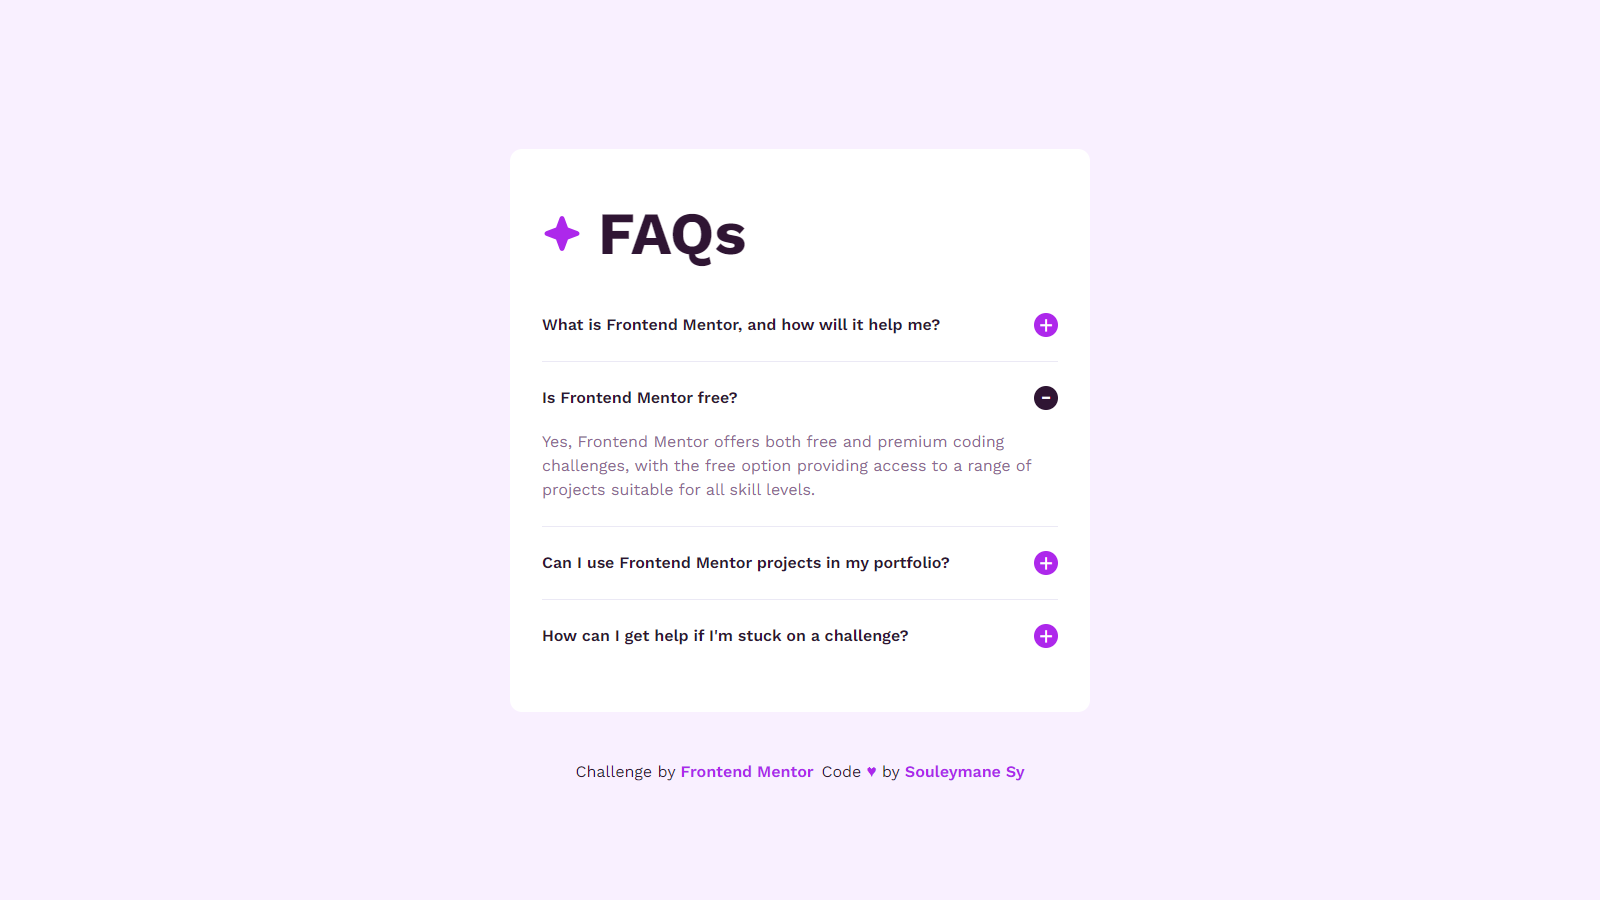 FAQs
What is Frontend Mentor, and how will it help me?
Is Frontend Mentor free?
Yes, Frontend Mentor offers both free and premium coding
challenges, with the free option providing access to a range of
projects suitable for all skill levels.
Can I use Frontend Mentor projects in my portfolio?
How can I get help if I'm stuck on a challenge?
Challenge by Frontend Mentor Code ♥ by Souleymane Sy